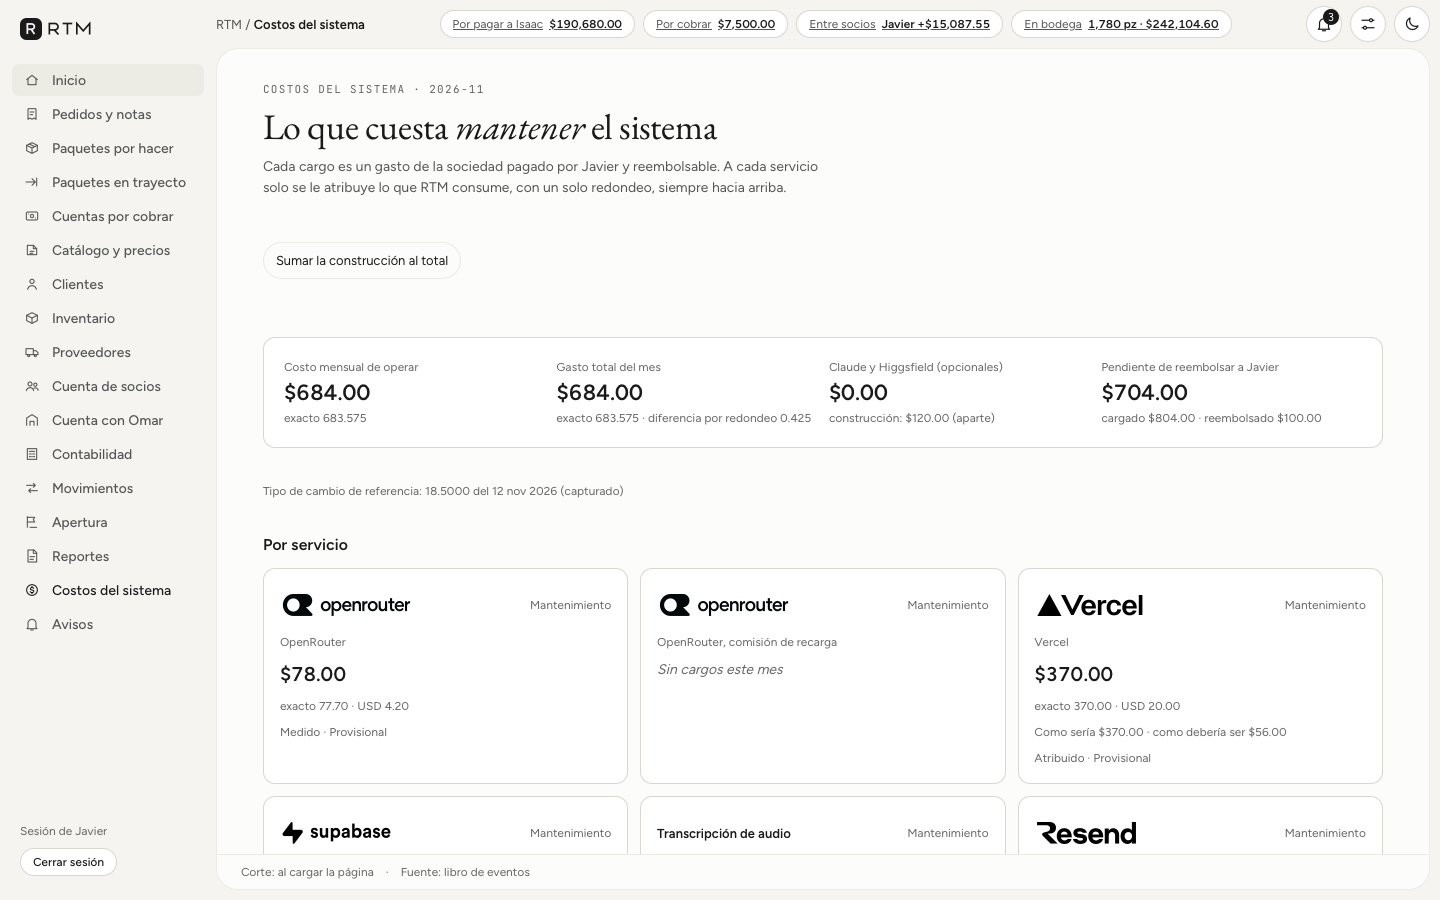 R RTM
RTM / Costos del sistema
Por pagar a Isaac $190,680.00
Por cobrar $7,500.00
Entre socios Javier +$15,087.55
En bodega 1,780 pz · $242,104.60
3
Inicio
Pedidos y notas
Paquetes por hacer
Paquetes en trayecto
Cuentas por cobrar
Catálogo y precios
Clientes
Inventario
Proveedores
Cuenta de socios
Cuenta con Omar
Contabilidad
Movimientos
Apertura
Reportes
Costos del sistema
Avisos
Sesión de Javier
Cerrar sesión
COSTOS DEL SISTEMA · 2026-11
Lo que cuesta mantener el sistema
Cada cargo es un gasto de la sociedad pagado por Javier y reembolsable. A cada servicio
solo se le atribuye lo que RTM consume, con un solo redondeo, siempre hacia arriba.
Sumar la construcción al total
Costo mensual de operar
$684.00
exacto 683.575
Gasto total del mes
$684.00
exacto 683.575 · diferencia por redondeo 0.425
Claude y Higgsfield (opcionales)
$0.00
construcción: $120.00 (aparte)
Pendiente de reembolsar a Javier
$704.00
cargado $804.00 · reembolsado $100.00
Tipo de cambio de referencia: 18.5000 del 12 nov 2026 (capturado)
Por servicio
openrouter Mantenimiento
OpenRouter
$78.00
exacto 77.70 · USD 4.20
Medido · Provisional
openrouter Mantenimiento
OpenRouter, comisión de recarga
Sin cargos este mes
Vercel Mantenimiento
Vercel
$370.00
exacto 370.00 · USD 20.00
Como sería $370.00 · como debería ser $56.00
Atribuido · Provisional
supabase Mantenimiento
Transcripción de audio Mantenimiento
Resend Mantenimiento
Corte: al cargar la página · Fuente: libro de eventos